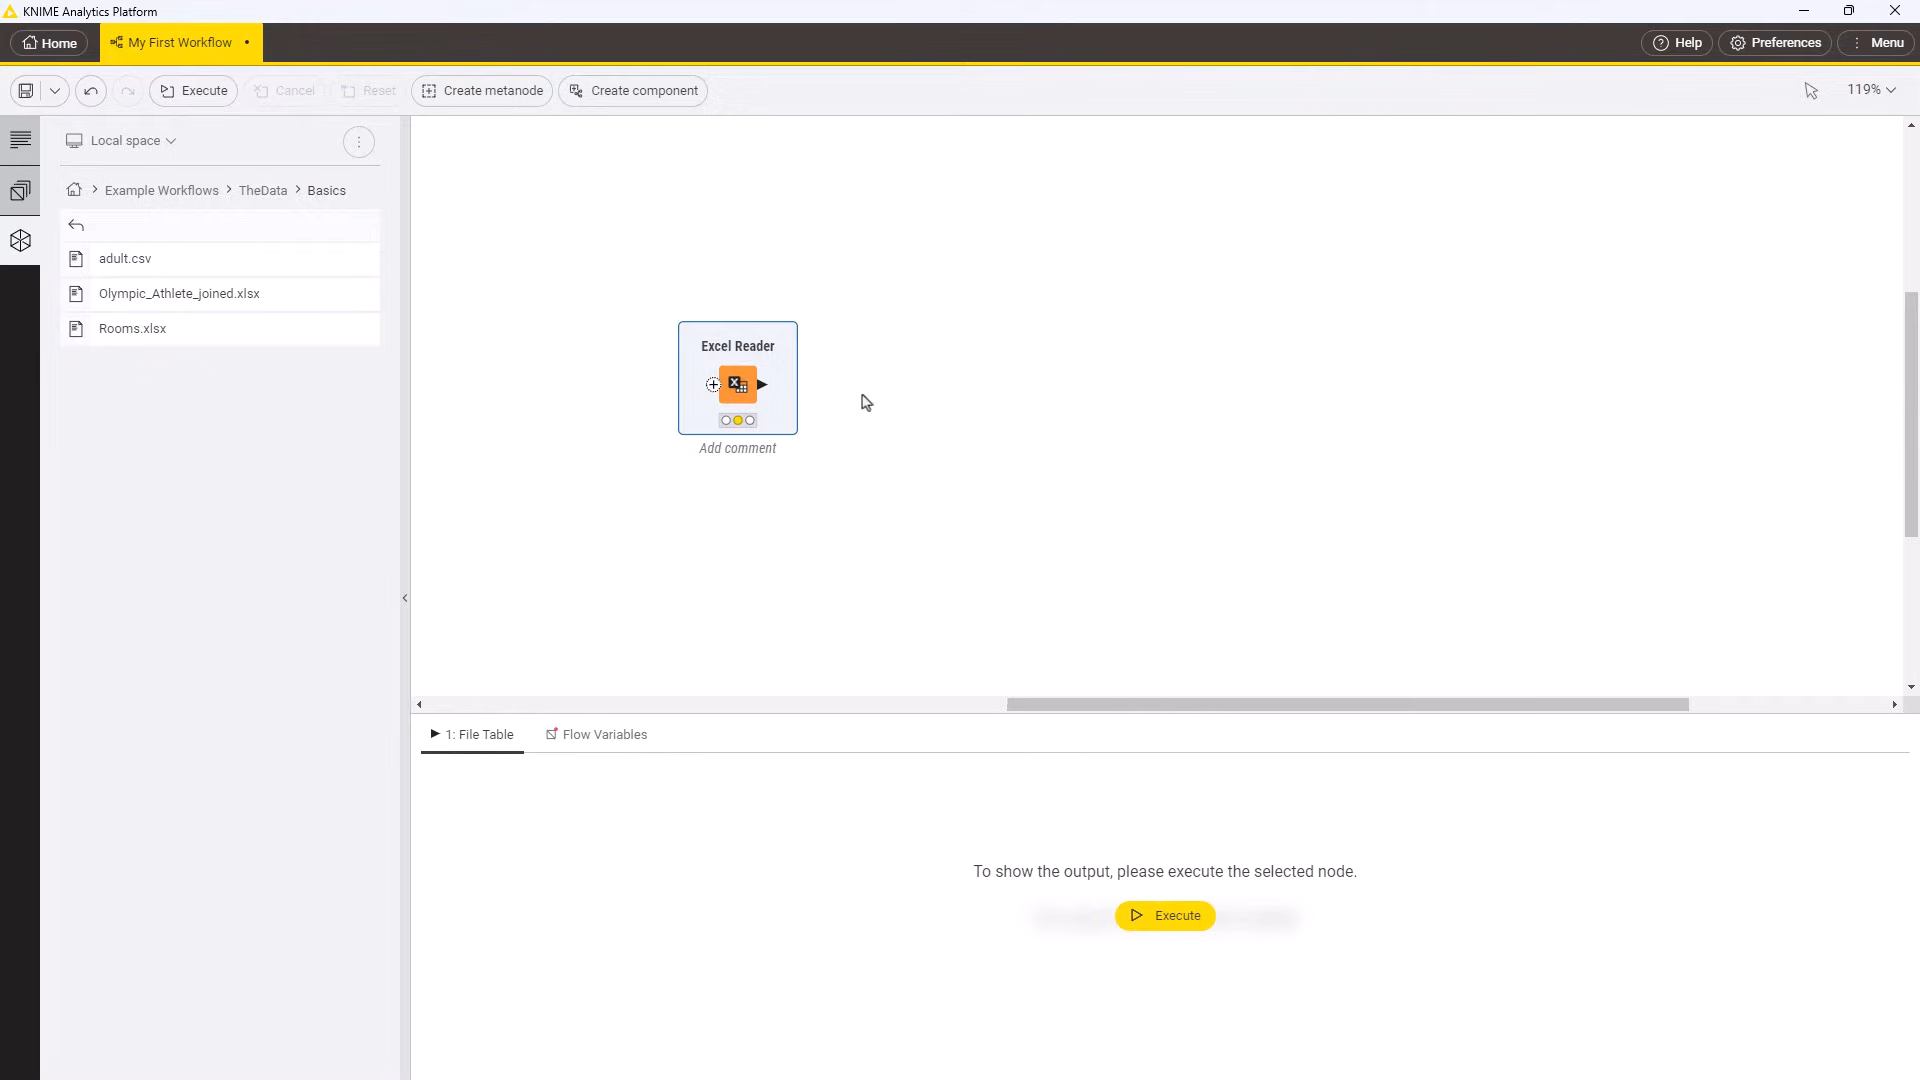 KNIME Analytics Platform
Home
My First Workflow
Help
Preferences
Menu
Execute
Cancel
Reset
Create metanode
Create component
119%
Local space
Example Workflows > TheData > Basics
adult.csv
Olympic_Athlete_joined.xlsx
Rooms.xlsx
Excel Reader
Add comment
1: File Table
Flow Variables
To show the output, please execute the selected node.
Execute